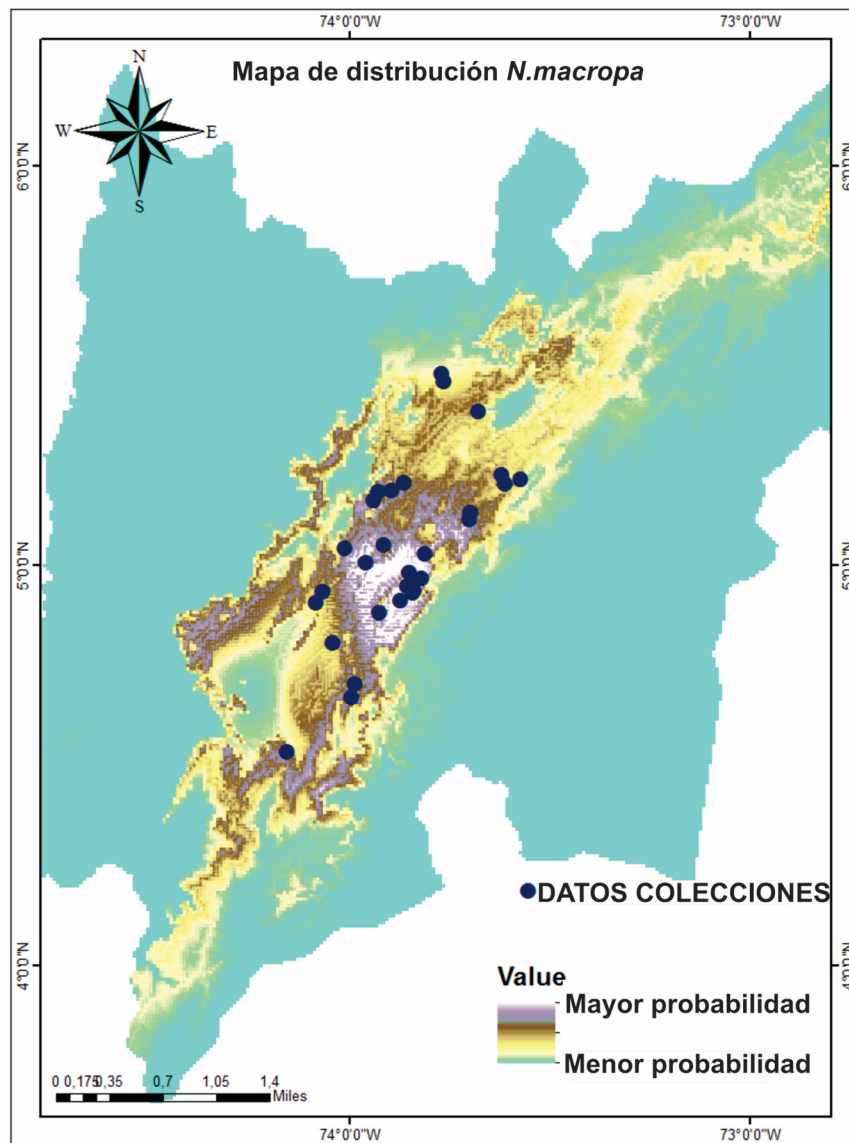 74°0'0"W 73°0'0"W
Mapa de distribución N.macropa
N
W E
S
6°0'0"N 6°0'0"N
5°0'0"N 5°0'0"N
DATOS COLECCIONES
4°0'0"N 4°0'0"N
Value
Mayor probabilidad
Menor probabilidad
0 0,175 0,35 0,7 1,05 1,4
Miles
74°0'0"W 73°0'0"W